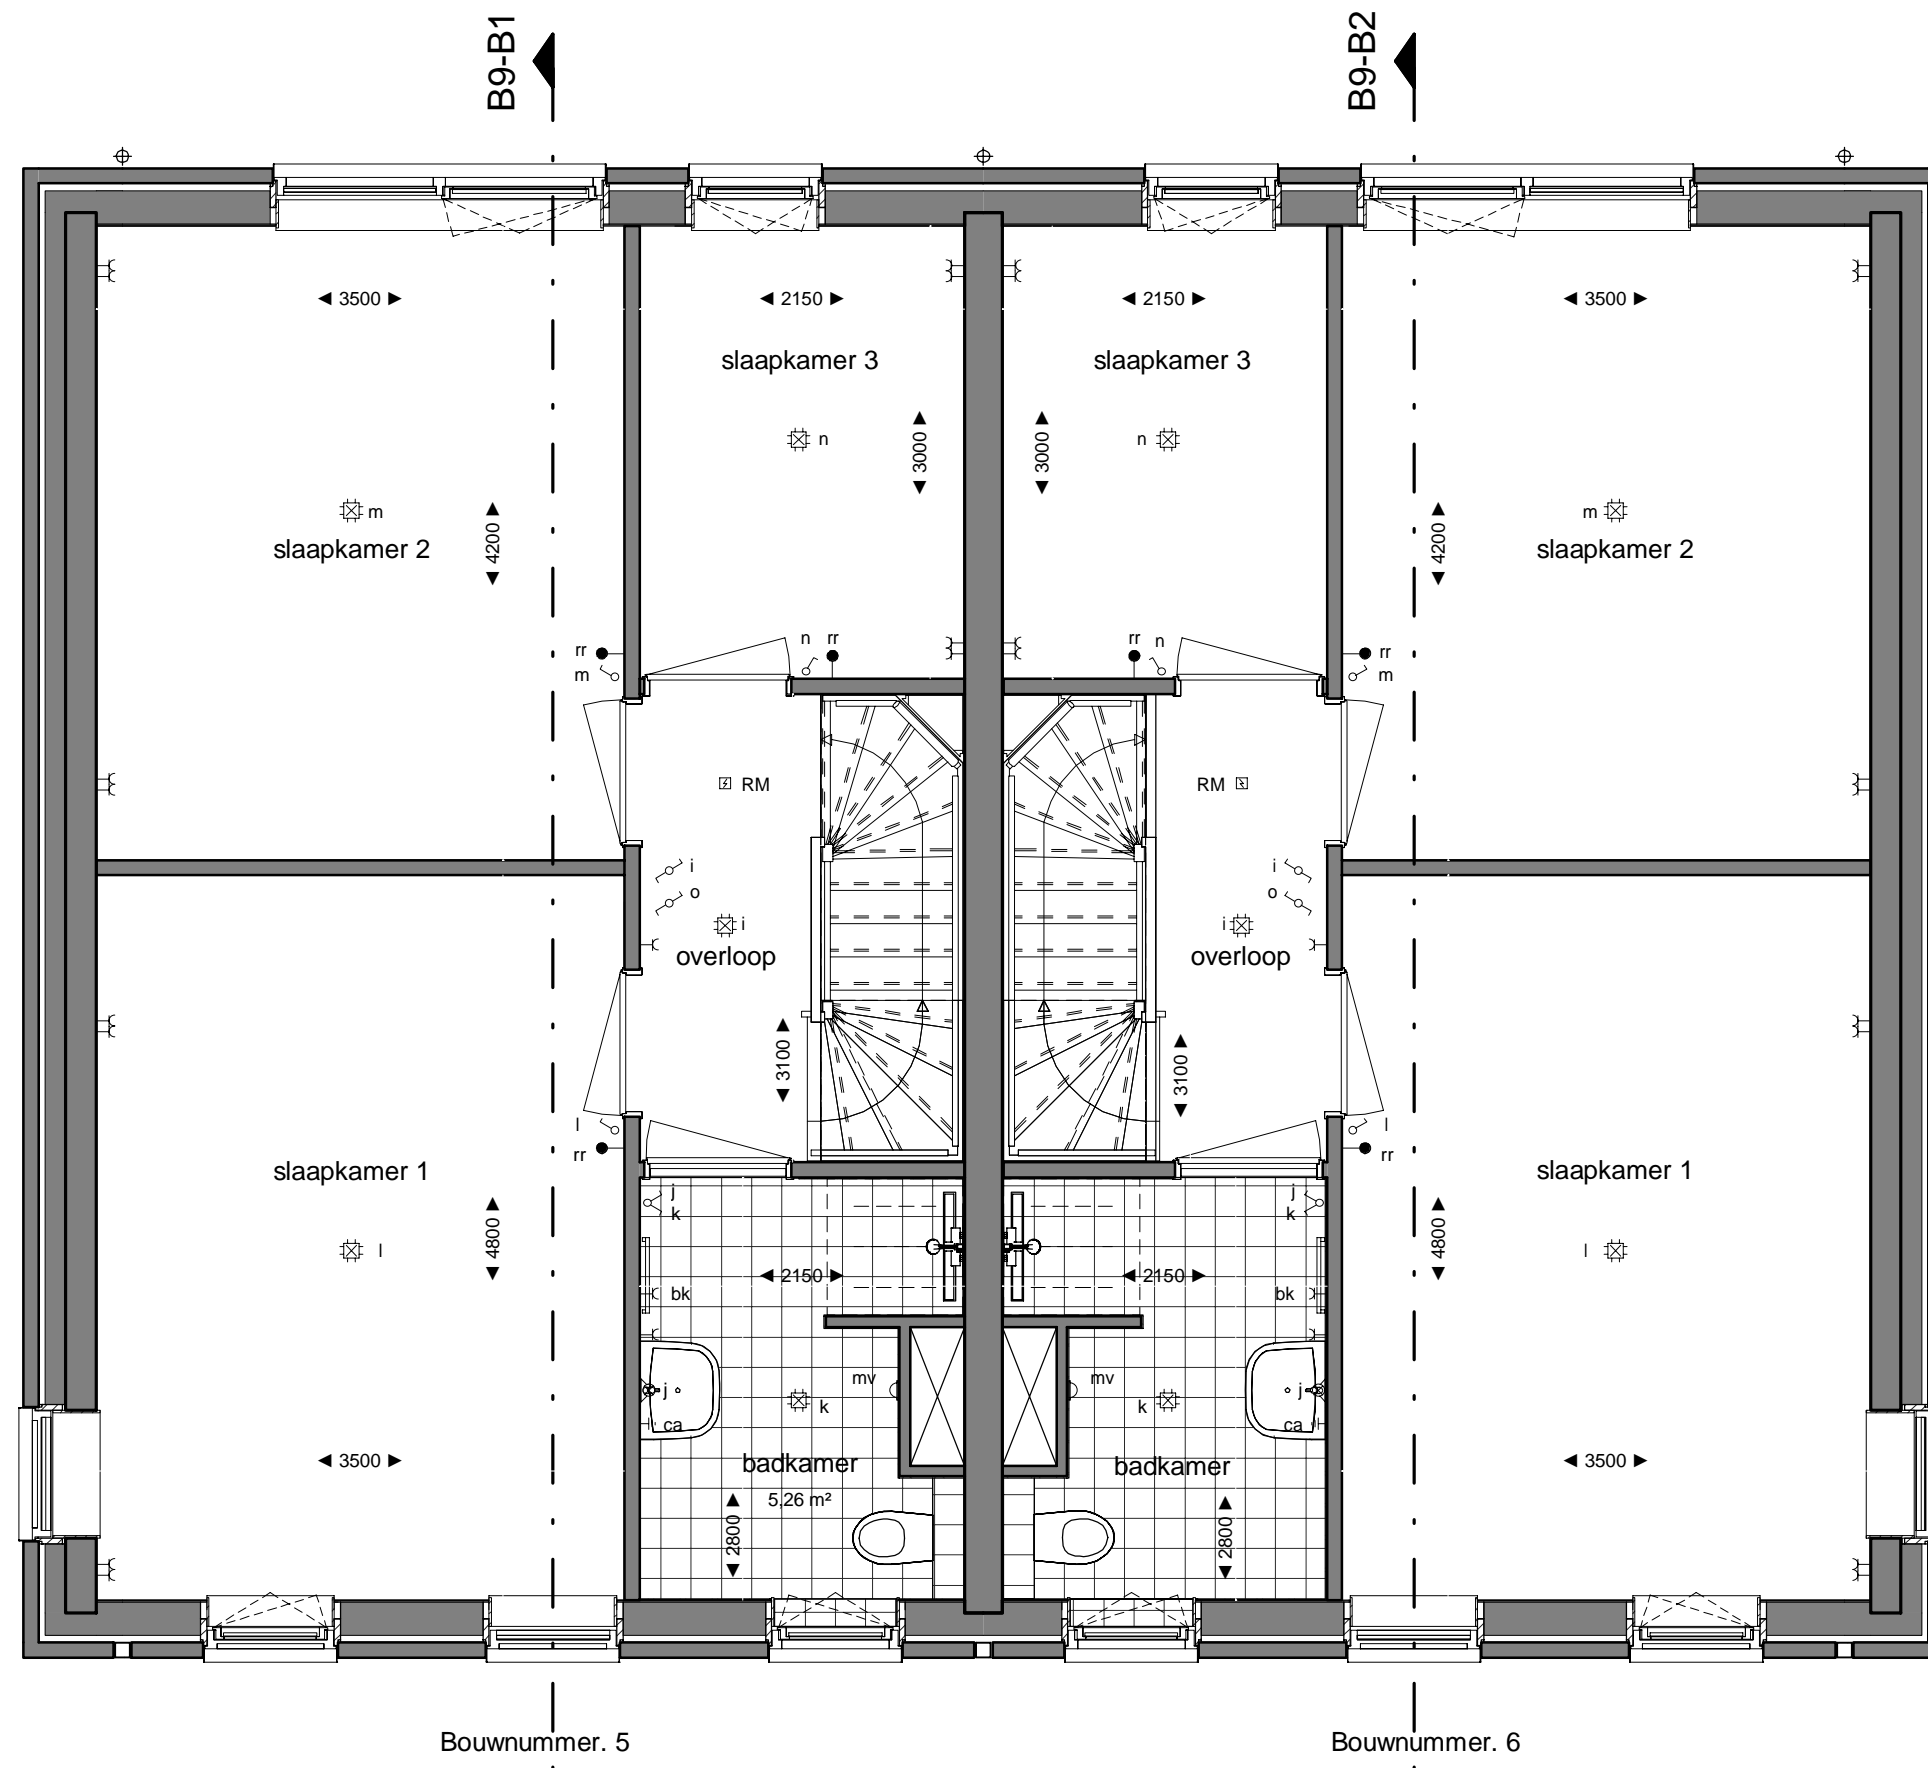 B9-B1
B9-B2
3500
2150
2150
3500
slaapkamer 3
slaapkamer 3
3000
3000
n
n
m
m
slaapkamer 2
slaapkamer 2
4200
4200
rr
m
n rr
rr n
rr
m
RM
RM
i
o
i
i
o
i
overloop
overloop
3100
3100
l
rr
l
rr
slaapkamer 1
slaapkamer 1
j
k
j
k
l
l
4800
4800
2150
2150
bk
bk
mv
mv
j
j
k
k
ca
ca
3500
3500
badkamer
badkamer
5,26 m²
2800
2800
Bouwnummer. 5
Bouwnummer. 6